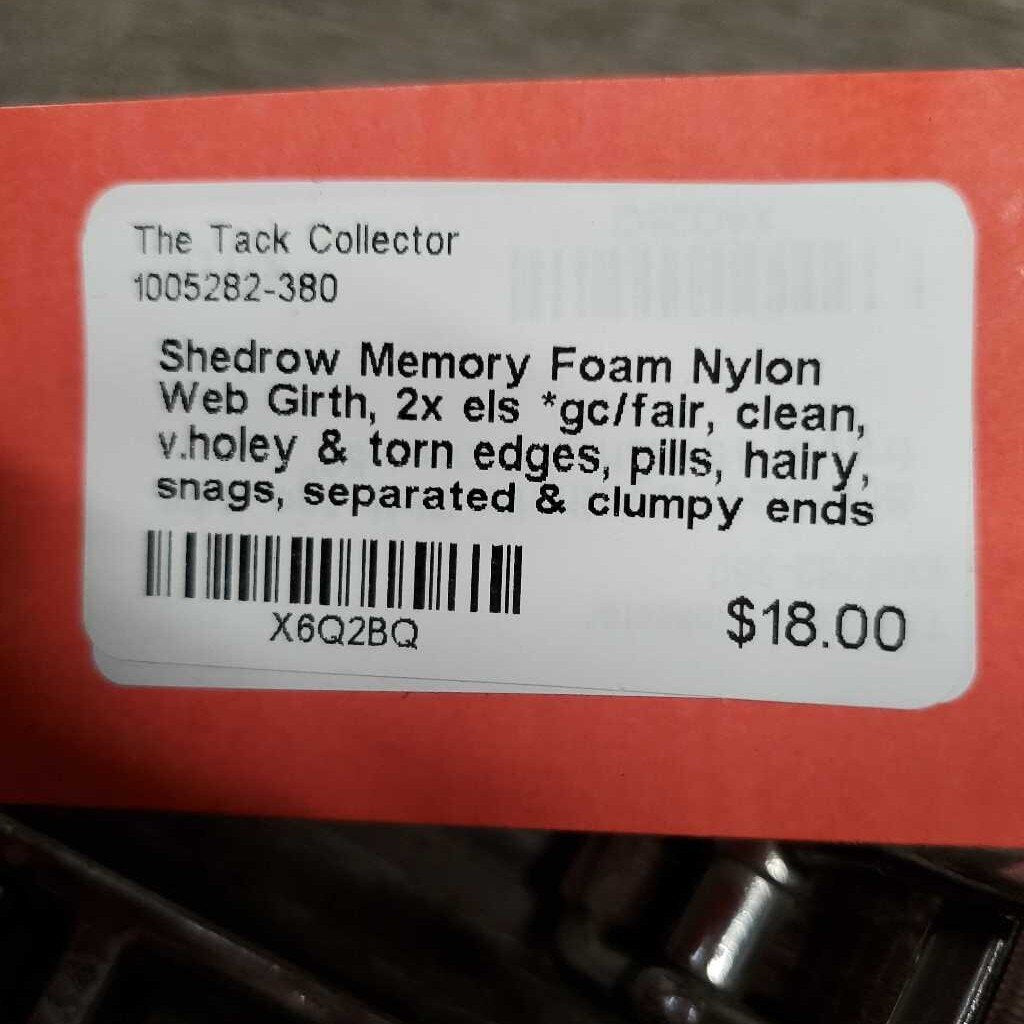 The Tack Collector
1005282-380
Shedrow Memory Foam Nylon
Web Girth, 2x els *gc/fair, clean,
v.holey & torn edges, pills, hairy,
snags, separated & clumpy ends
X6Q2BQ
$18.00